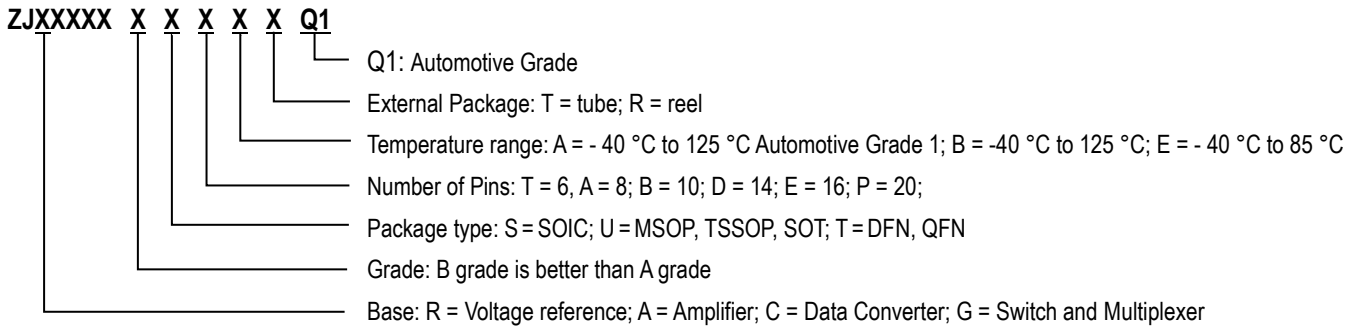 ZJXXXXX X X X X X Q1
Q1: Automotive Grade
External Package: T = tube; R = reel
Temperature range: A = - 40 °C to 125 °C Automotive Grade 1; B = -40 °C to 125 °C; E = - 40 °C to 85 °C
Number of Pins: T = 6, A = 8; B = 10; D = 14; E = 16; P = 20;
Package type: S = SOIC; U = MSOP, TSSOP, SOT; T = DFN, QFN
Grade: B grade is better than A grade
Base: R = Voltage reference; A = Amplifier; C = Data Converter; G = Switch and Multiplexer